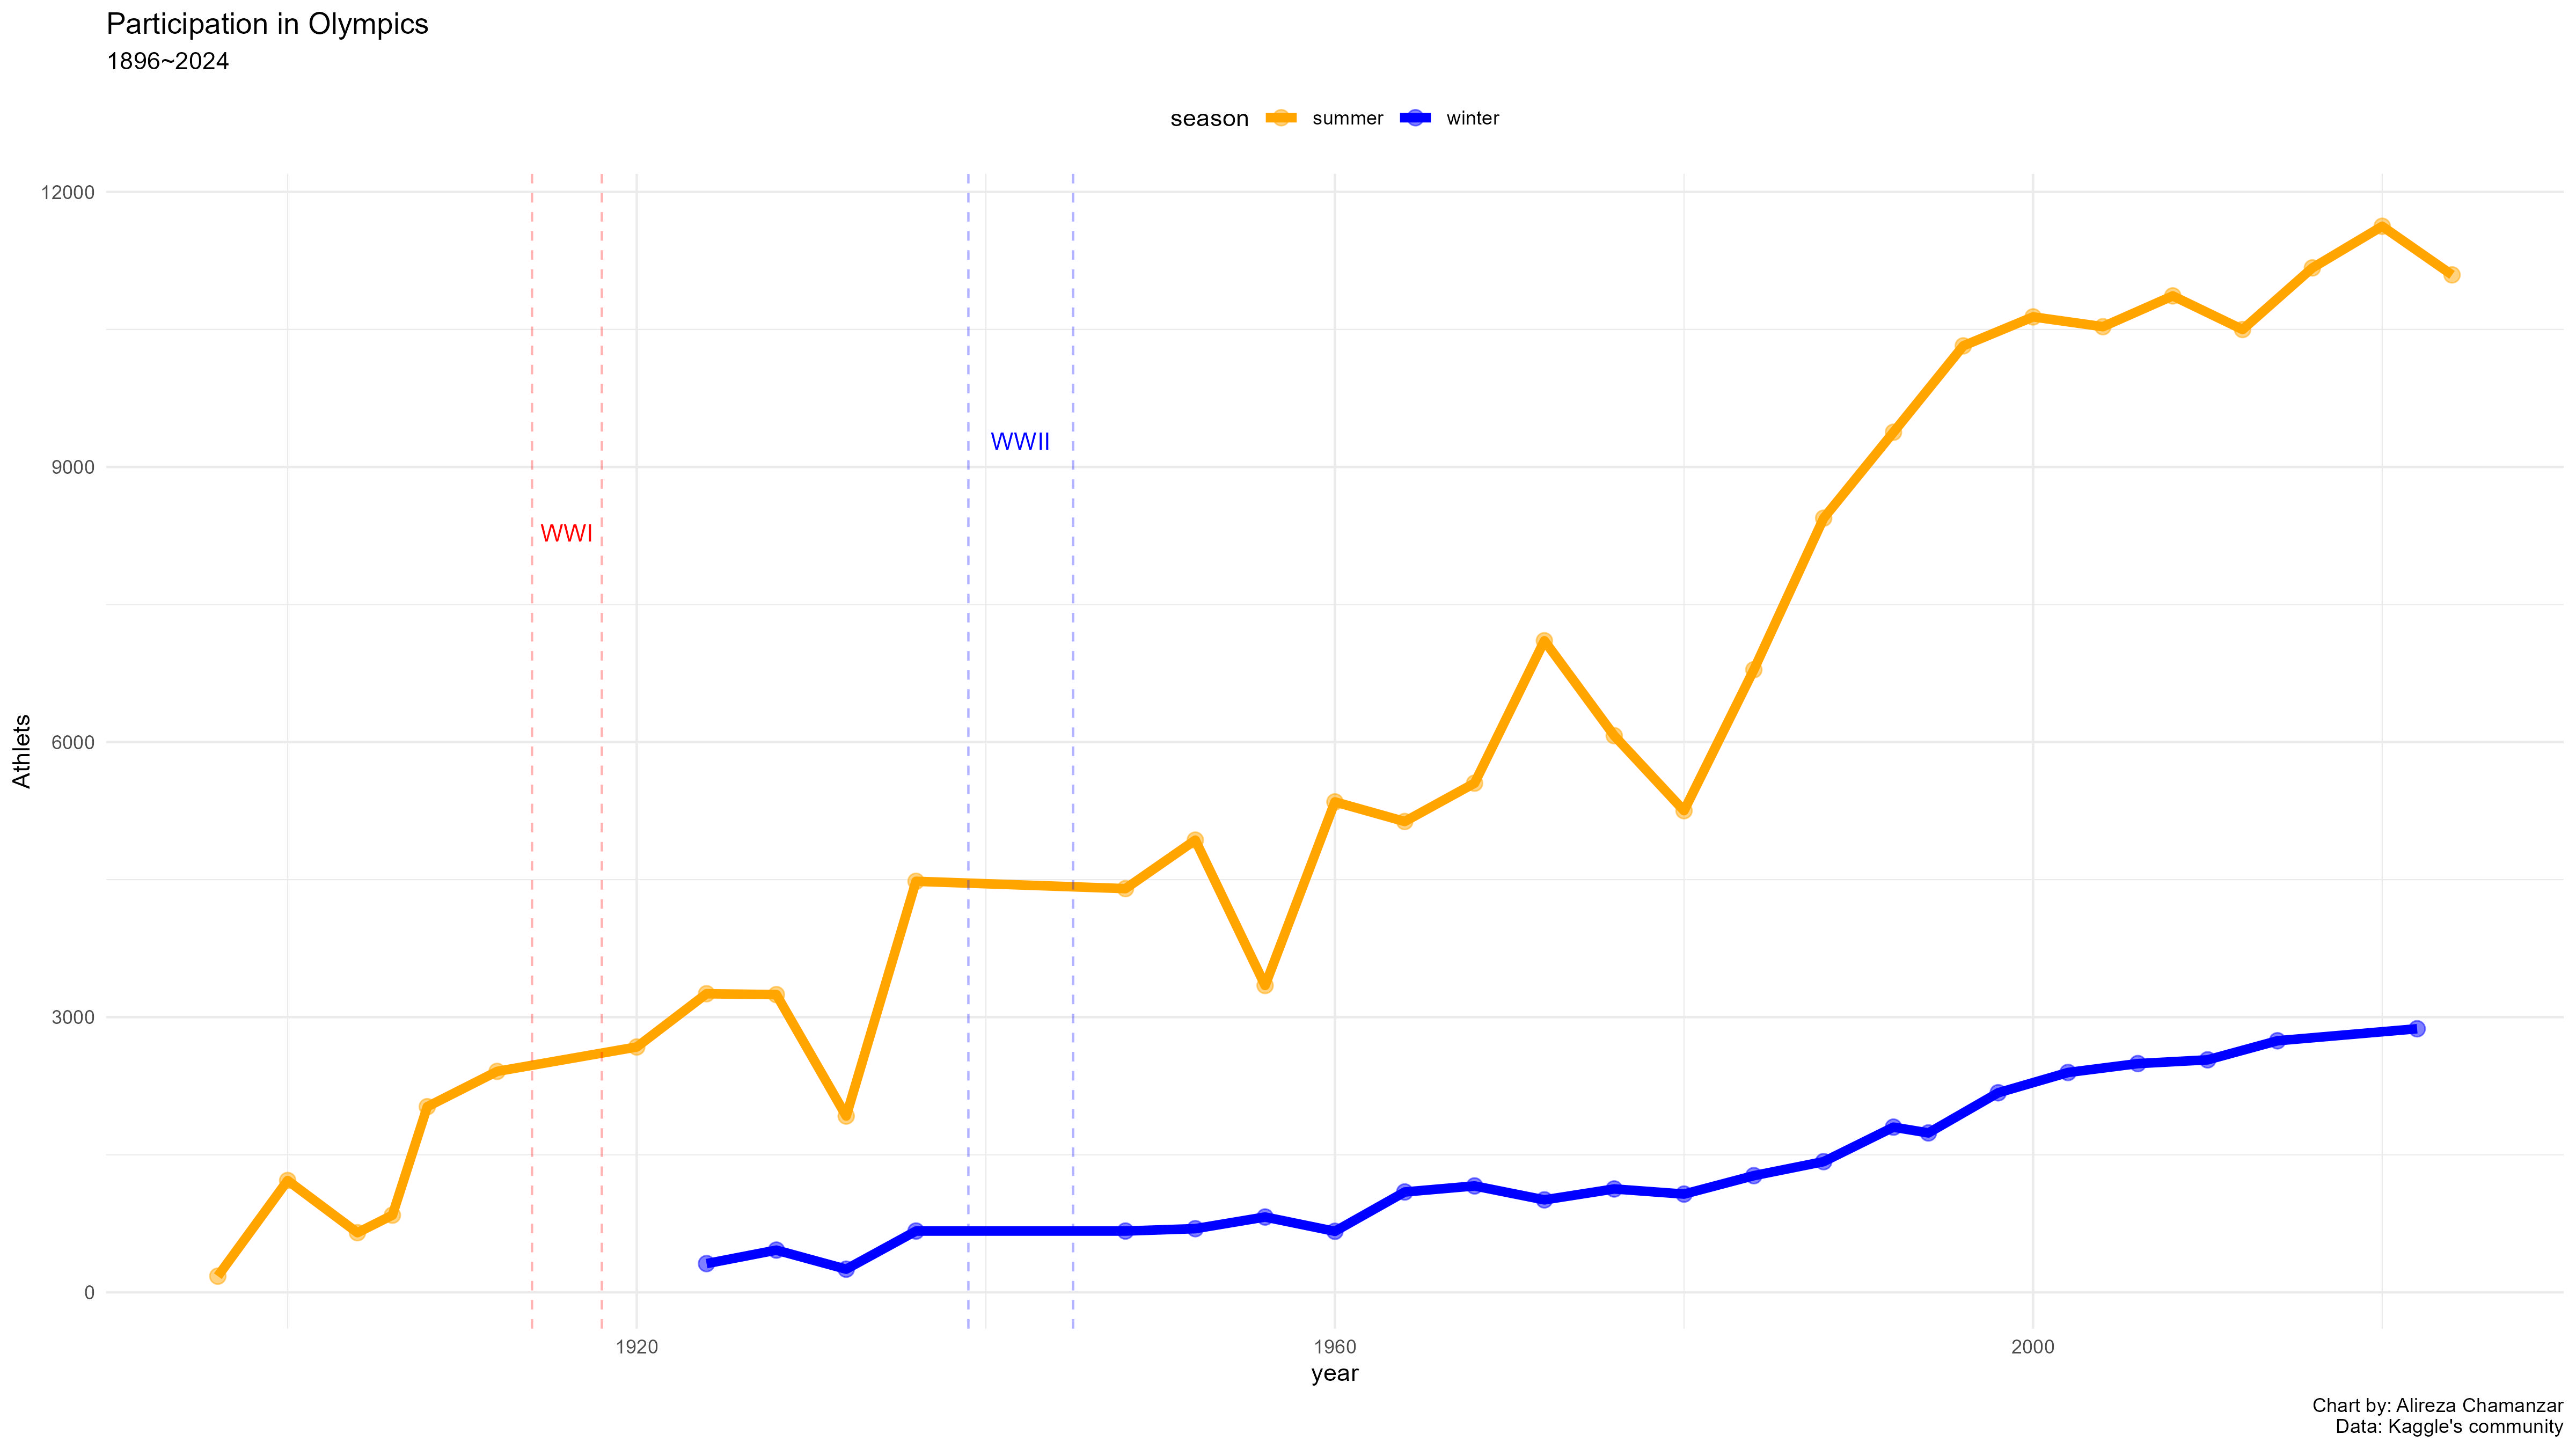 Participation in Olympics
1896~2024
season summer winter
12000
9000
6000
3000
0
Athlets
WWII
WWI
1920 1960 2000
year
Chart by: Alireza Chamanzar
Data: Kaggle's community